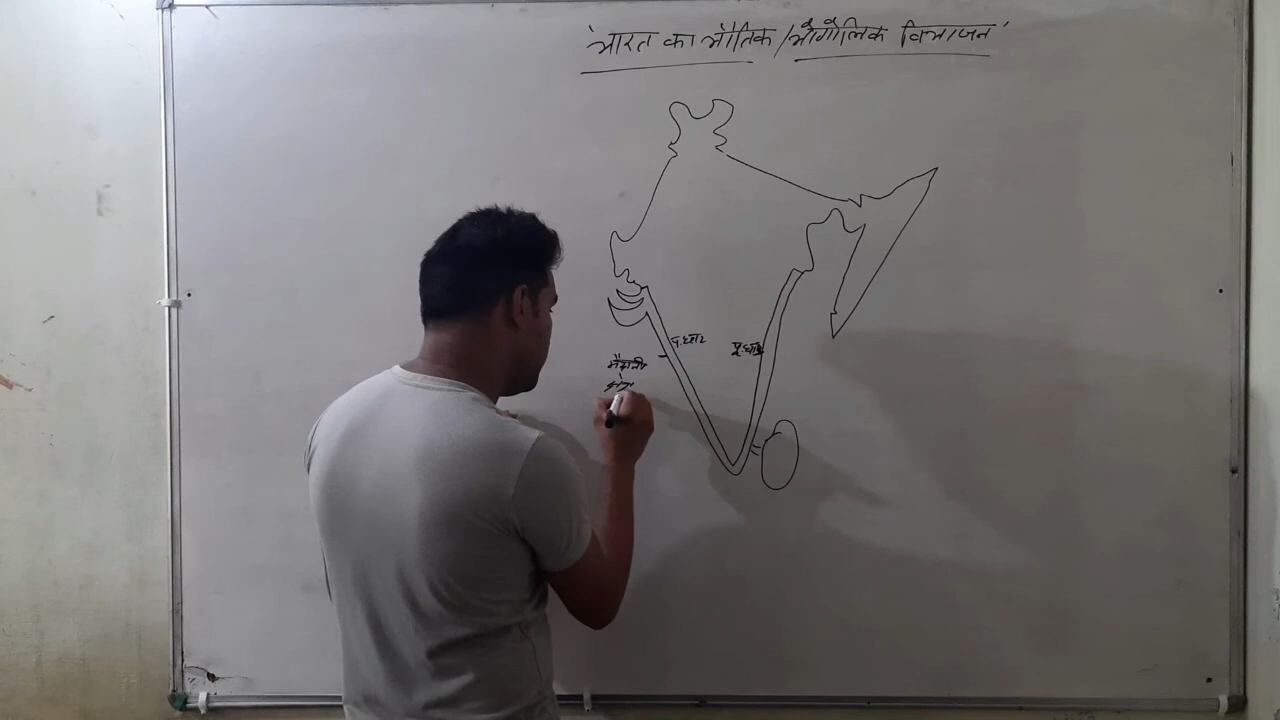 'भारत का भौतिक/भौगोलिक विभाजन'
प. घाट
पू. घाट
मैदानी
क्षेत्र